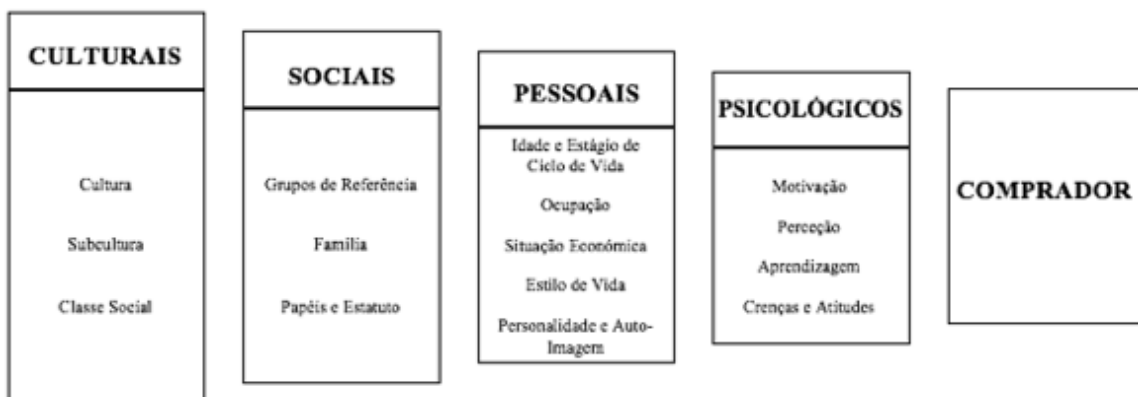 CULTURAIS
Cultura
Subcultura
Classe Social
SOCIAIS
Grupos de Referência
Família
Papéis e Estatuto
PESSOAIS
Idade e Estágio de
Ciclo de Vida
Ocupação
Situação Económica
Estilo de Vida
Personalidade e Auto-
Imagem
PSICOLÓGICOS
Motivação
Perceção
Aprendizagem
Crenças e Atitudes
COMPRADOR